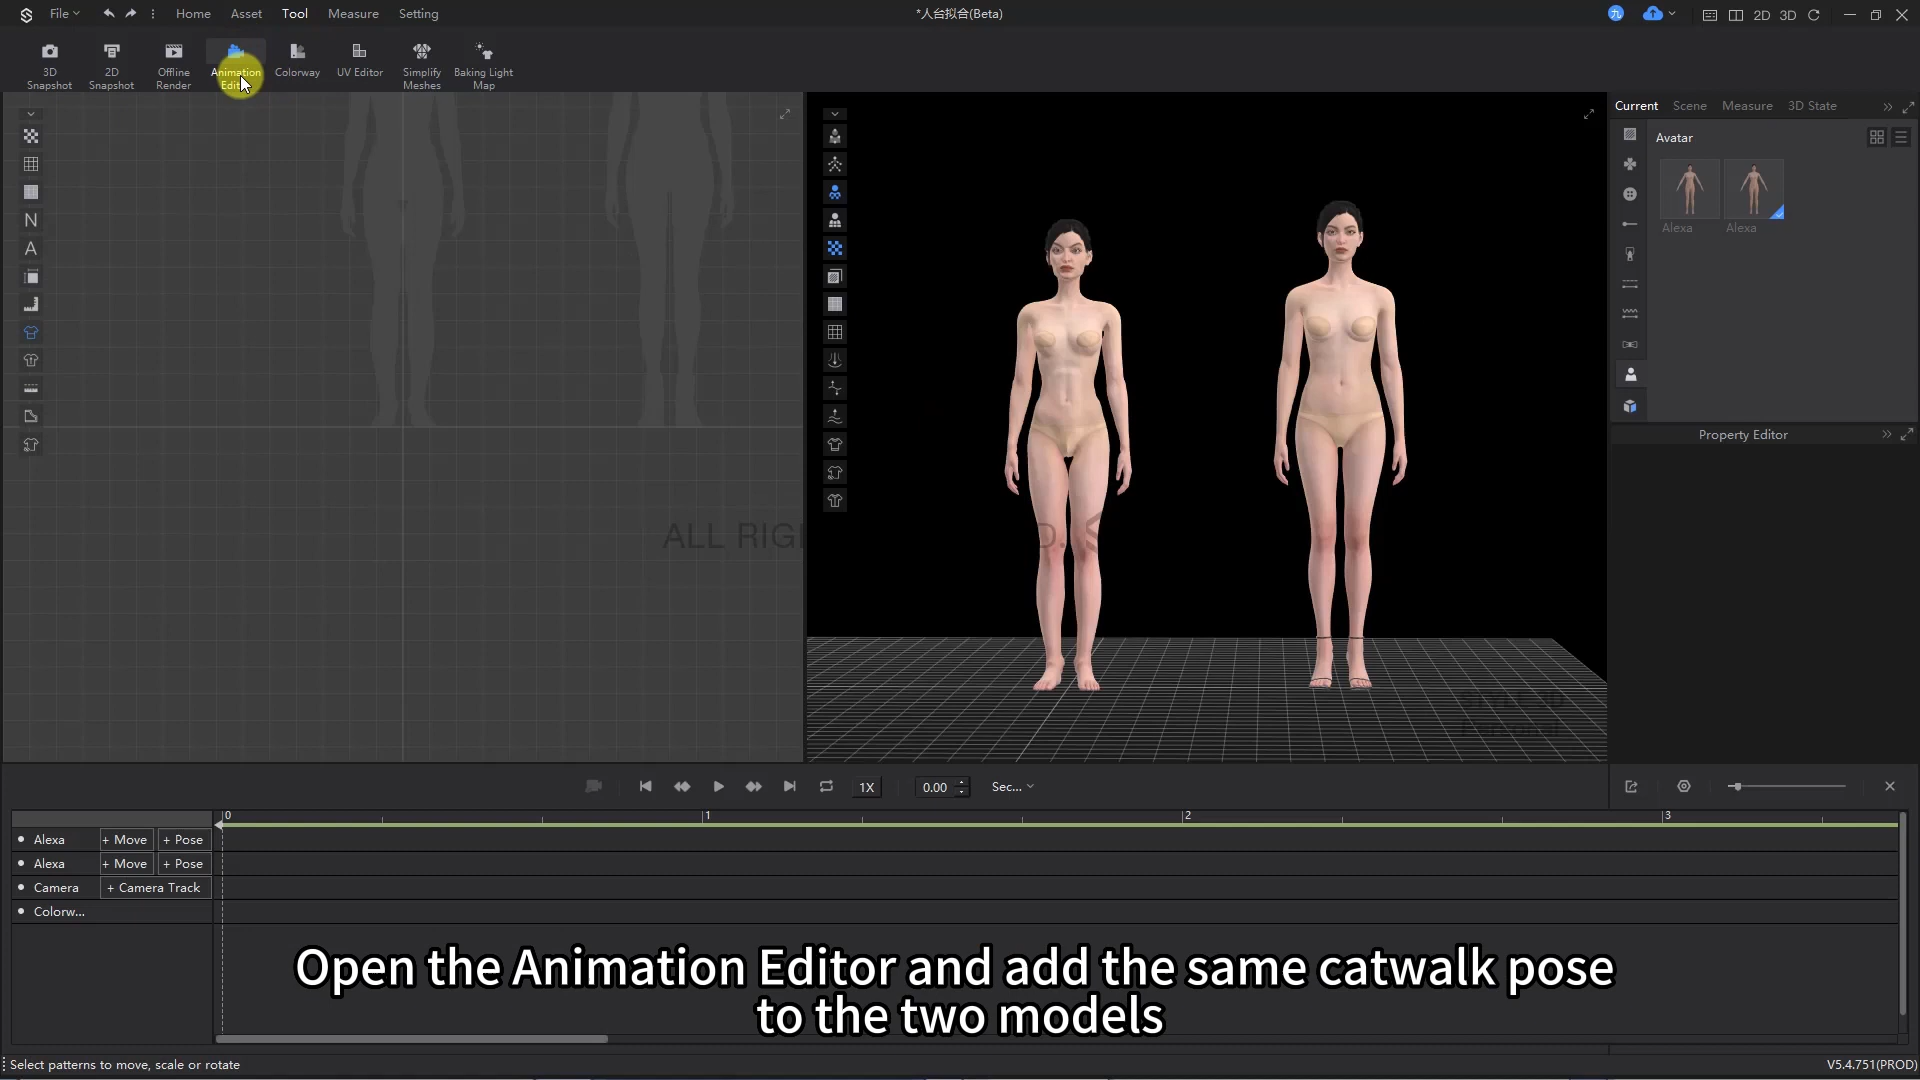 File
Home
Asset
Tool
Measure
Setting
*人台拟合(Beta)
九
2D
3D
3D
Snapshot
2D
Snapshot
Offline
Render
Animation
Editor
Colorway
UV Editor
Simplify
Meshes
Baking Light
Map
Current
Scene
Measure
3D State
Avatar
Alexa
Alexa
Property Editor
N
A
ALL RIG
D.
1X
0.00
Sec...
0
1
2
3
Alexa
+ Move
+ Pose
Alexa
+ Move
+ Pose
Camera
+ Camera Track
Colorw...
Open the Animation Editor and add the same catwalk pose
to the two models
Select patterns to move, scale or rotate
V5.4.751(PROD)